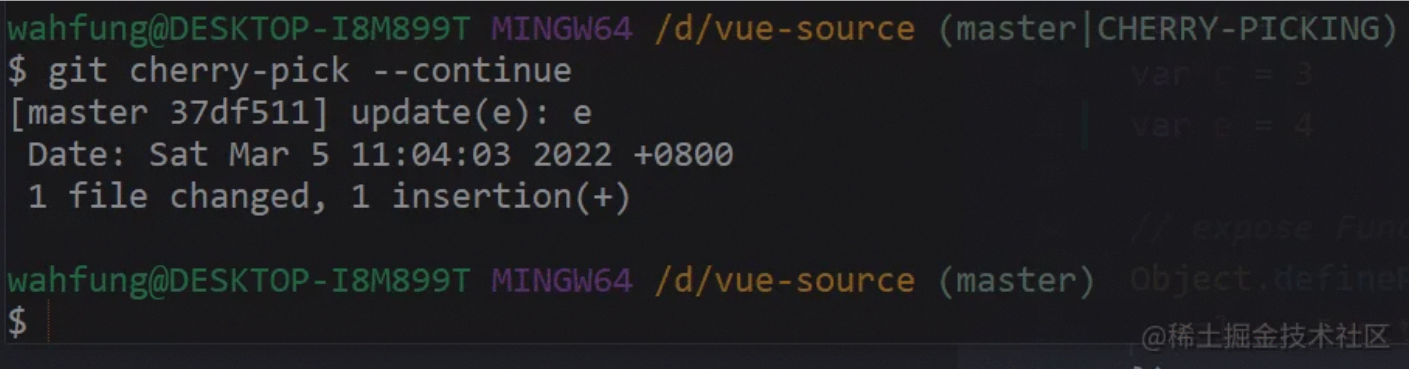 wahfung@DESKTOP-I8M899T MINGW64 /d/vue-source (master|CHERRY-PICKING)
$ git cherry-pick --continue
var c = 3
[master 37df511] update(e): e
var e = 4
Date: Sat Mar 5 11:04:03 2022 +0800
1 file changed, 1 insertion(+)
// expose Func
wahfung@DESKTOP-I8M899T MINGW64 /d/vue-source (master)
Object.defineP
$
@稀土掘金技术社区